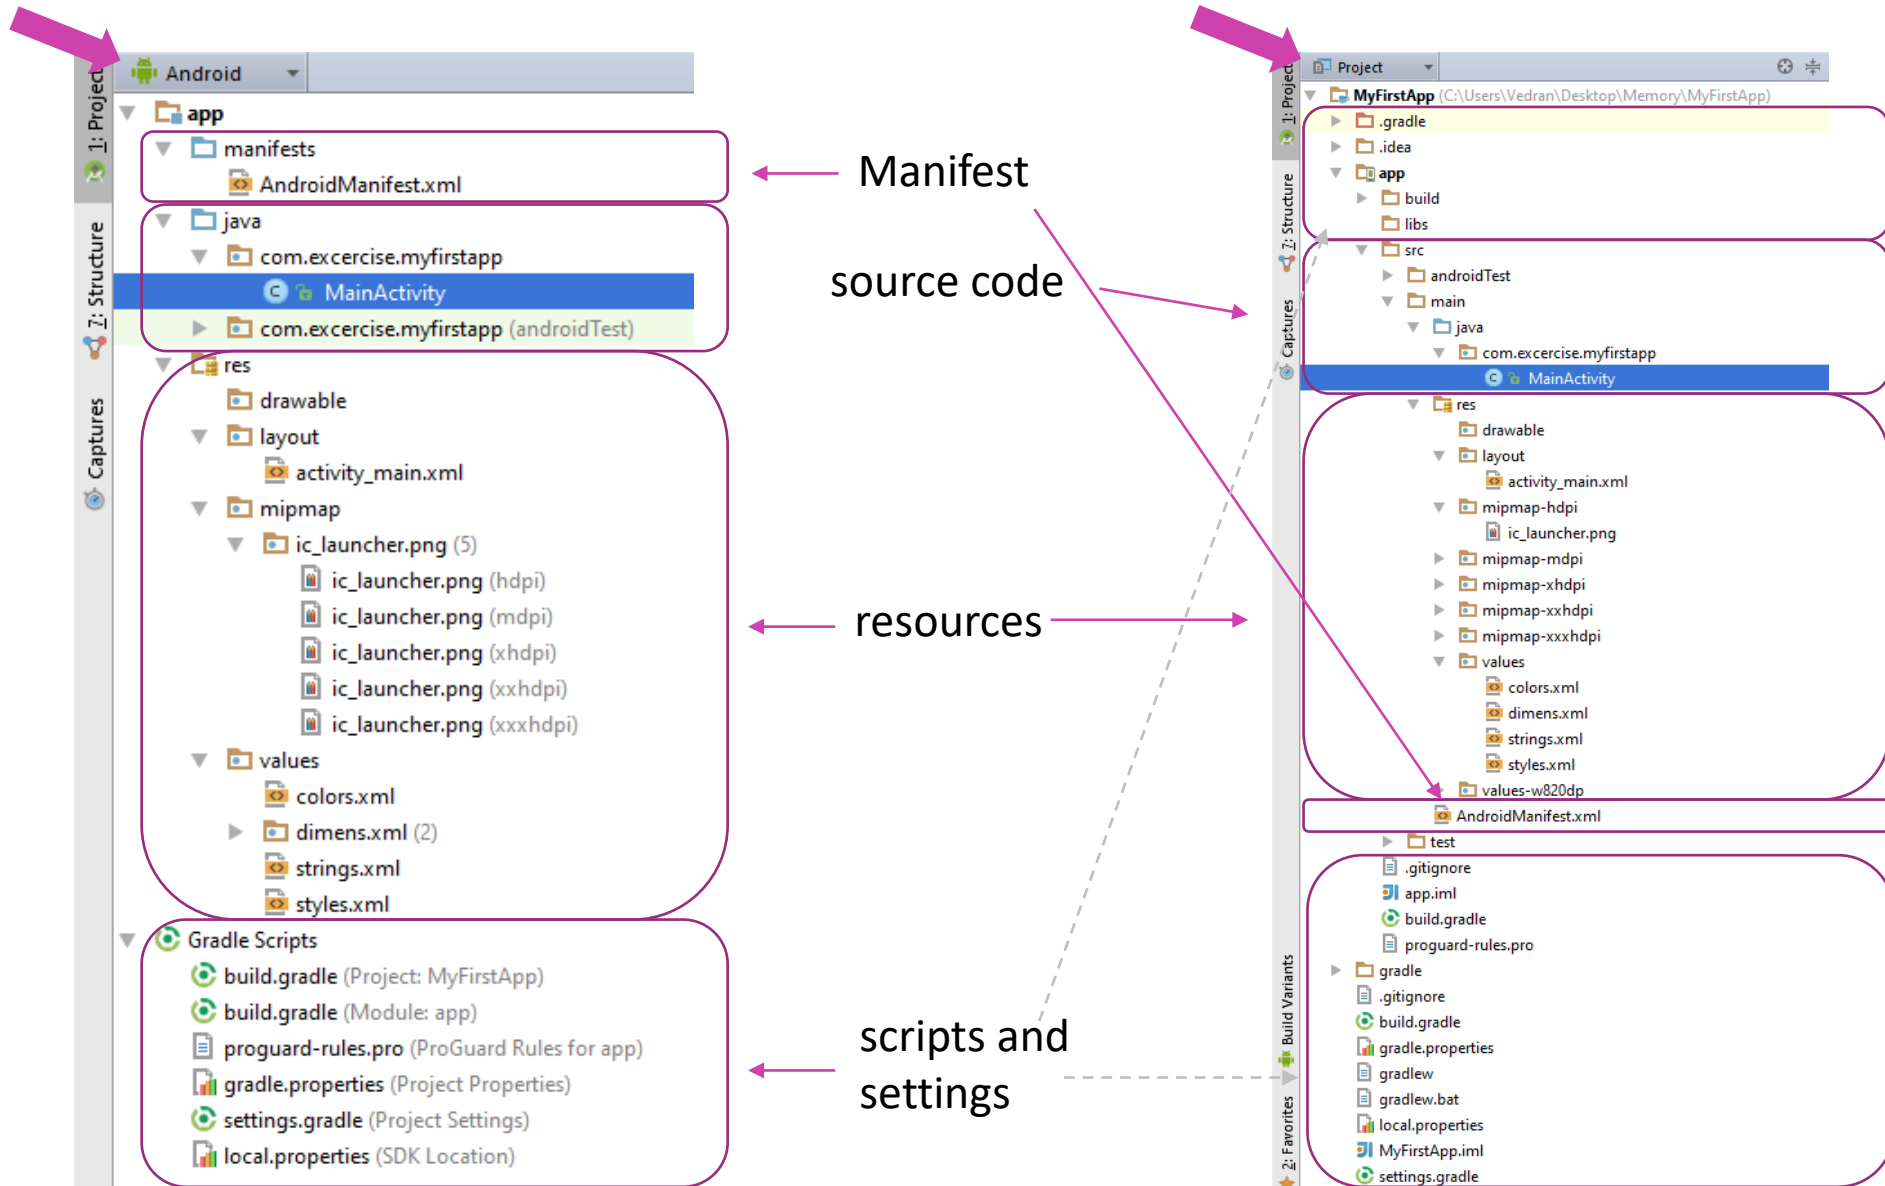 Android
1: Project
7: Structure
Captures
app
manifests
AndroidManifest.xml
java
com.excercise.myfirstapp
MainActivity
com.excercise.myfirstapp (androidTest)
res
drawable
layout
activity_main.xml
mipmap
ic_launcher.png (5)
ic_launcher.png (hdpi)
ic_launcher.png (mdpi)
ic_launcher.png (xhdpi)
ic_launcher.png (xxhdpi)
ic_launcher.png (xxxhdpi)
values
colors.xml
dimens.xml (2)
strings.xml
styles.xml
Gradle Scripts
build.gradle (Project: MyFirstApp)
build.gradle (Module: app)
proguard-rules.pro (ProGuard Rules for app)
gradle.properties (Project Properties)
settings.gradle (Project Settings)
local.properties (SDK Location)
Manifest
source code
resources
scripts and
settings
Project
1: Project
7: Structure
Captures
Build Variants
2: Favorites
MyFirstApp (C:\Users\Vedran\Desktop\Memory\MyFirstApp)
.gradle
.idea
app
build
libs
src
androidTest
main
java
com.excercise.myfirstapp
MainActivity
res
drawable
layout
activity_main.xml
mipmap-hdpi
ic_launcher.png
mipmap-mdpi
mipmap-xhdpi
mipmap-xxhdpi
mipmap-xxxhdpi
values
colors.xml
dimens.xml
strings.xml
styles.xml
values-w820dp
AndroidManifest.xml
test
.gitignore
app.iml
build.gradle
proguard-rules.pro
gradle
.gitignore
build.gradle
gradle.properties
gradlew
gradlew.bat
local.properties
MyFirstApp.iml
settings.gradle